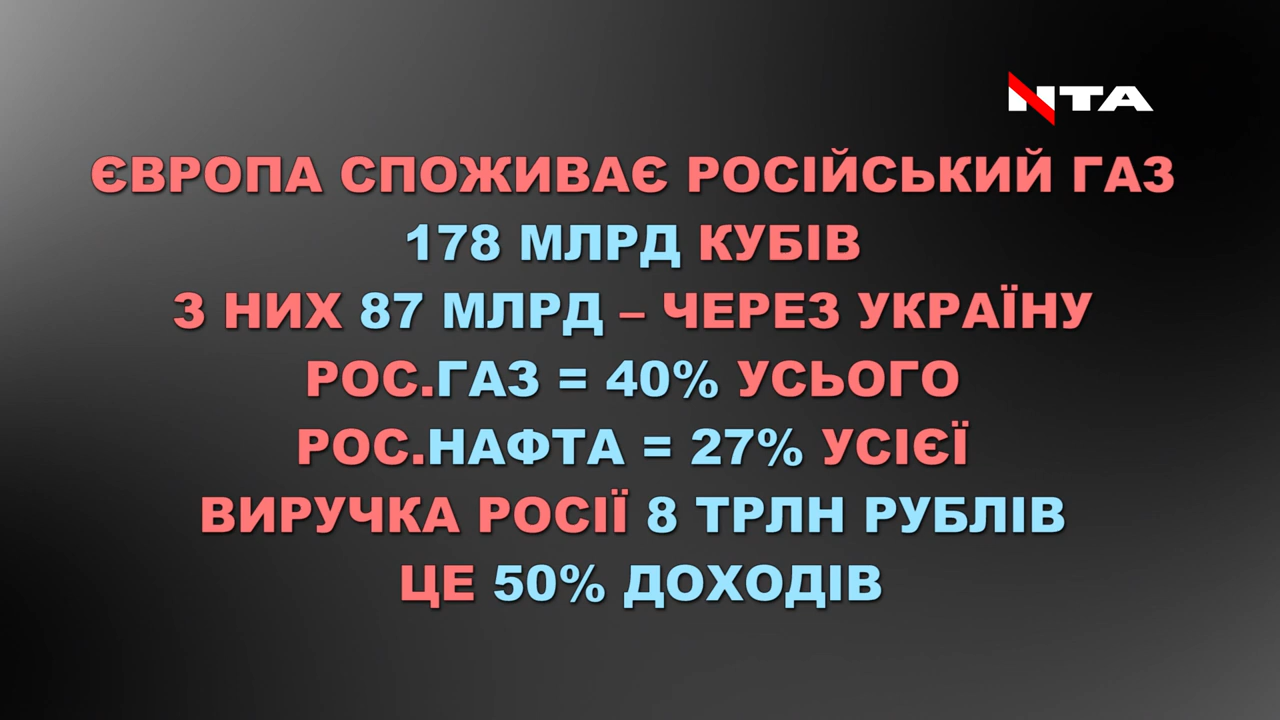 NTA
ЄВРОПА СПОЖИВАЄ РОСІЙСЬКИЙ ГАЗ
178 МЛРД КУБІВ
З НИХ 87 МЛРД – ЧЕРЕЗ УКРАЇНУ
РОС.ГАЗ = 40% УСЬОГО
РОС.НАФТА = 27% УСІЄЇ
ВИРУЧКА РОСІЇ 8 ТРЛН РУБЛІВ
ЦЕ 50% ДОХОДІВ